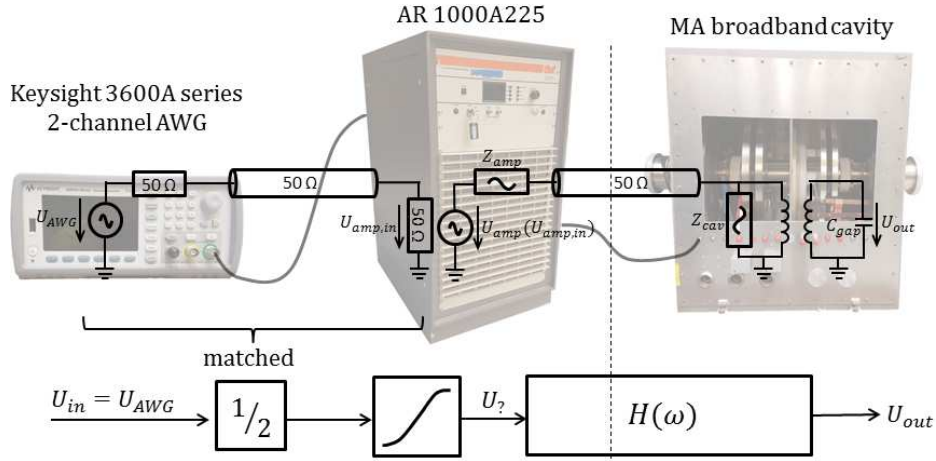 AR 1000A225
MA broadband cavity
Keysight 3600A series
2-channel AWG
50 Ω
50 Ω
Z_amp
50 Ω
U_AWG
U_amp,in
50 Ω
U_amp(U_amp,in)
Z_cav
C_gap
U_out
matched
U_in = U_AWG
1/2
U_?
H(ω)
U_out